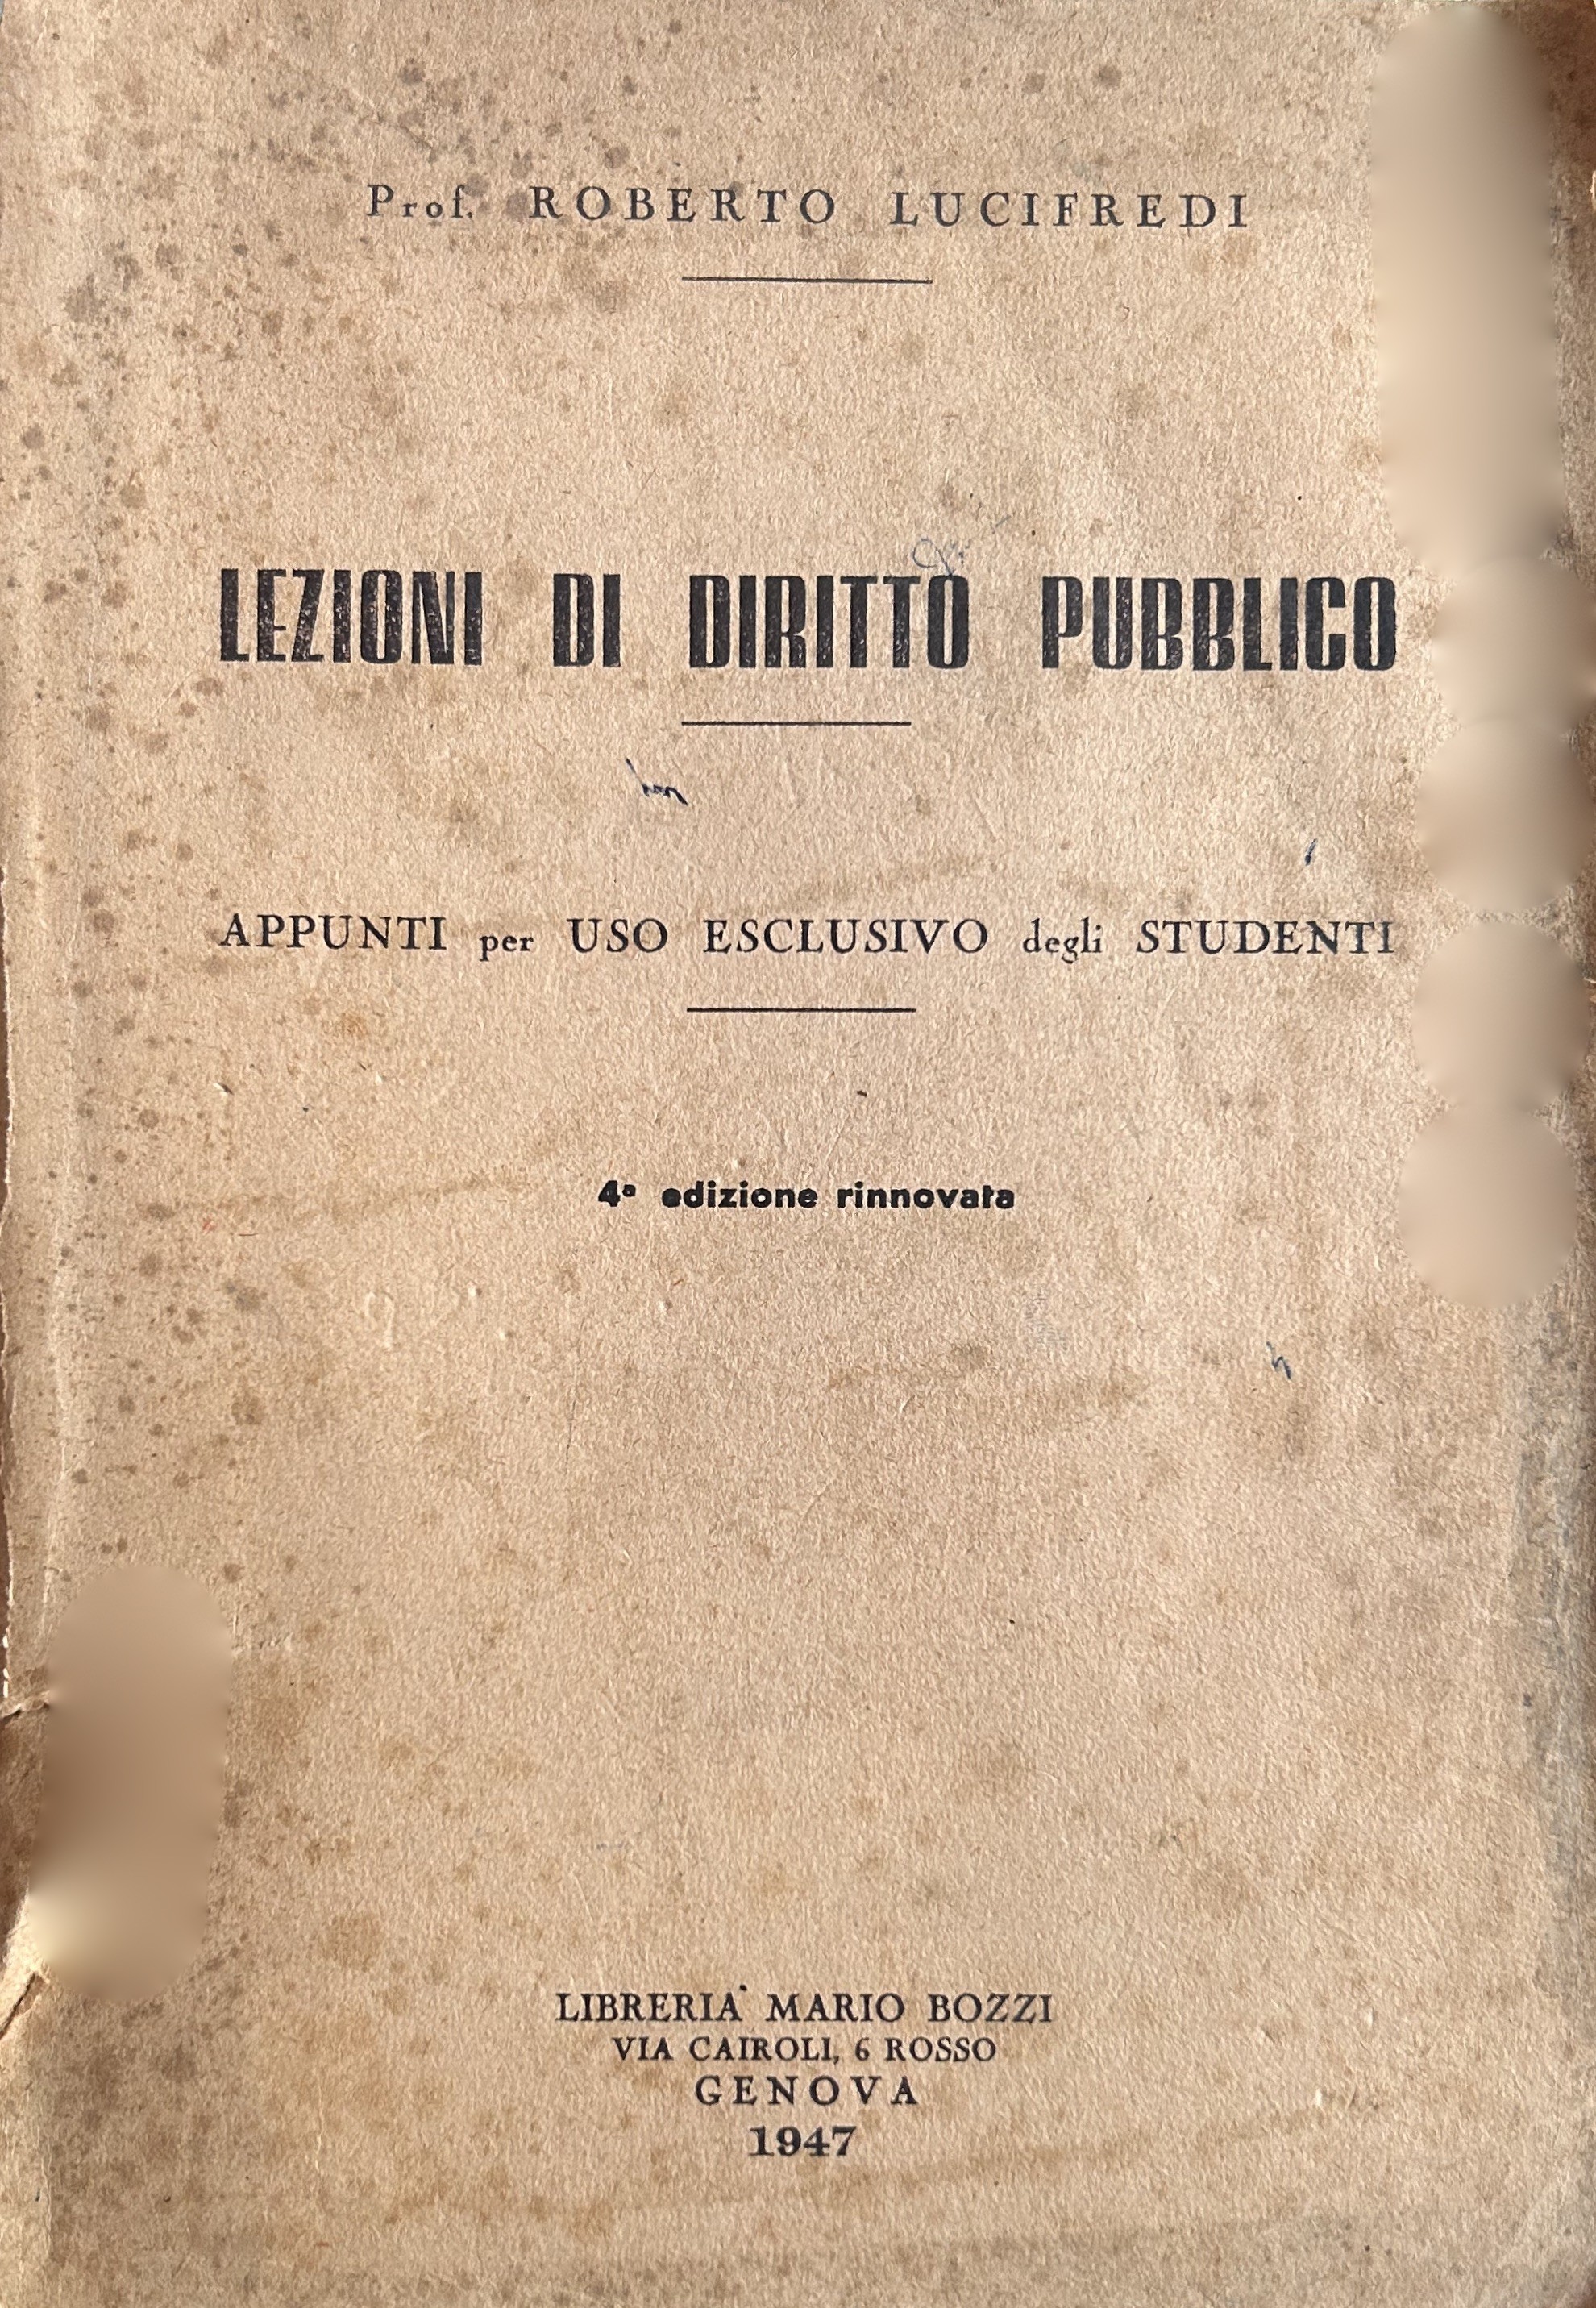 Prof. ROBERTO LUCIFREDI
LEZIONI DI DIRITTO PUBBLICO
APPUNTI per USO ESCLUSIVO degli STUDENTI
4ª edizione rinnovata
LIBRERIA MARIO BOZZI
VIA CAIROLI, 6 ROSSO
GENOVA
1947